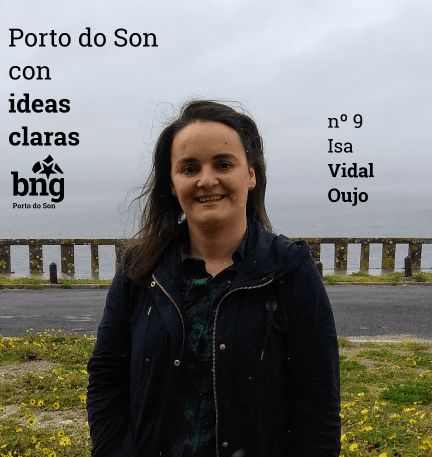 Porto do Son
con
ideas
claras
bng
Porto do Son
nº 9
Isa
Vidal
Oujo